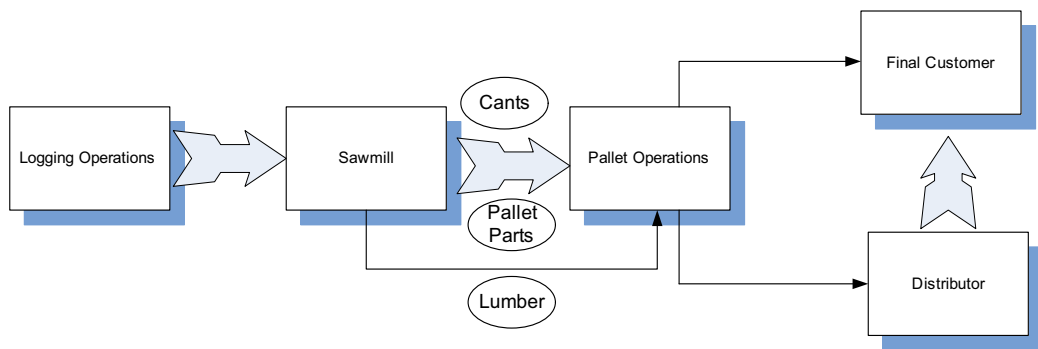 Final Customer
Cants
Logging Operations
Sawmill
Pallet Operations
Pallet
Parts
Distributor
Lumber